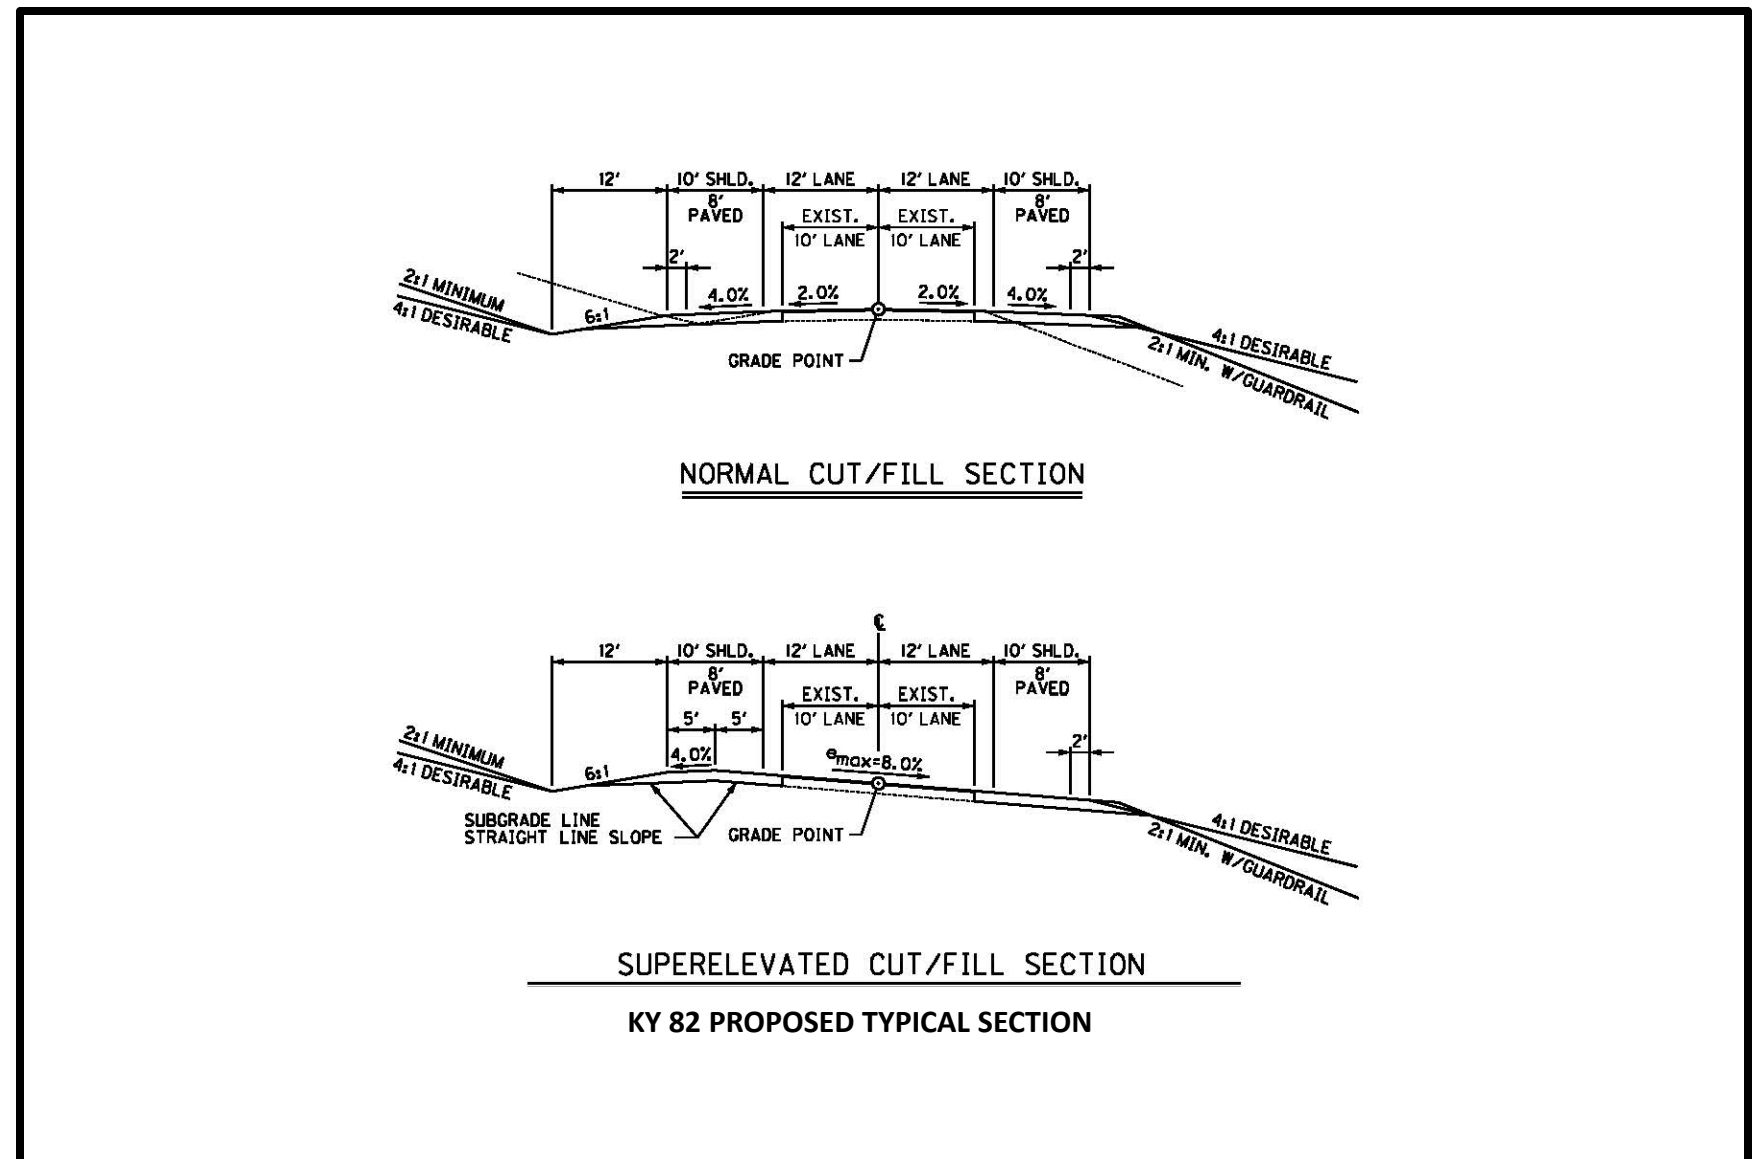 12' 10' SHLD. 12' LANE 12' LANE 10' SHLD.
8' 8'
PAVED EXIST. EXIST. PAVED
10' LANE 10' LANE
2' 2'
2:1 MINIMUM
4:1 DESIRABLE
6:1
4.0% 2.0% 2.0% 4.0%
GRADE POINT
4:1 DESIRABLE
2:1 MIN. W/GUARDRAIL
NORMAL CUT/FILL SECTION
℄
12' 10' SHLD. 12' LANE 12' LANE 10' SHLD.
8' 8'
PAVED EXIST. EXIST. PAVED
5' 5' 10' LANE 10' LANE
2'
2:1 MINIMUM
4:1 DESIRABLE
6:1
4.0% emax=8.0%
SUBGRADE LINE
STRAIGHT LINE SLOPE
GRADE POINT
4:1 DESIRABLE
2:1 MIN. W/GUARDRAIL
SUPERELEVATED CUT/FILL SECTION
KY 82 PROPOSED TYPICAL SECTION